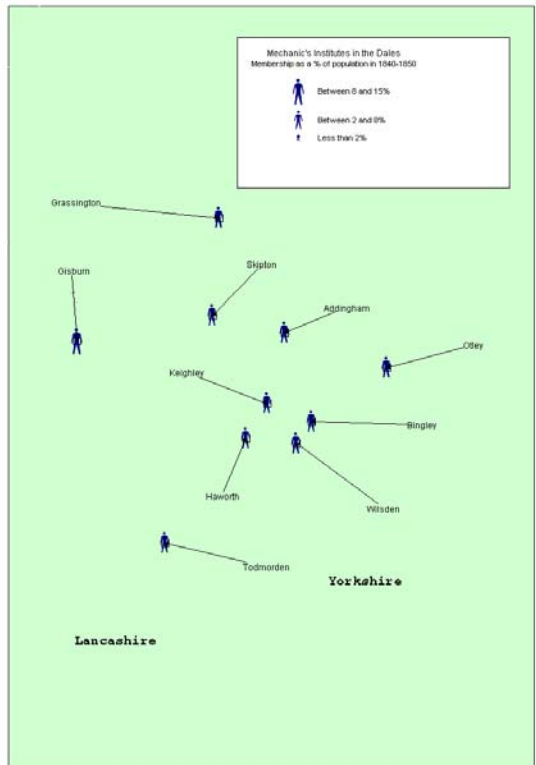 Mechanic's Institutes in the Dales
Membership as a % of population in 1840-1850
Between 8 and 15%
Between 2 and 8%
Less than 2%
Grassington
Skipton
Gisburn
Addingham
Otley
Keighley
Bingley
Haworth
Wilsden
Todmorden
Yorkshire
Lancashire